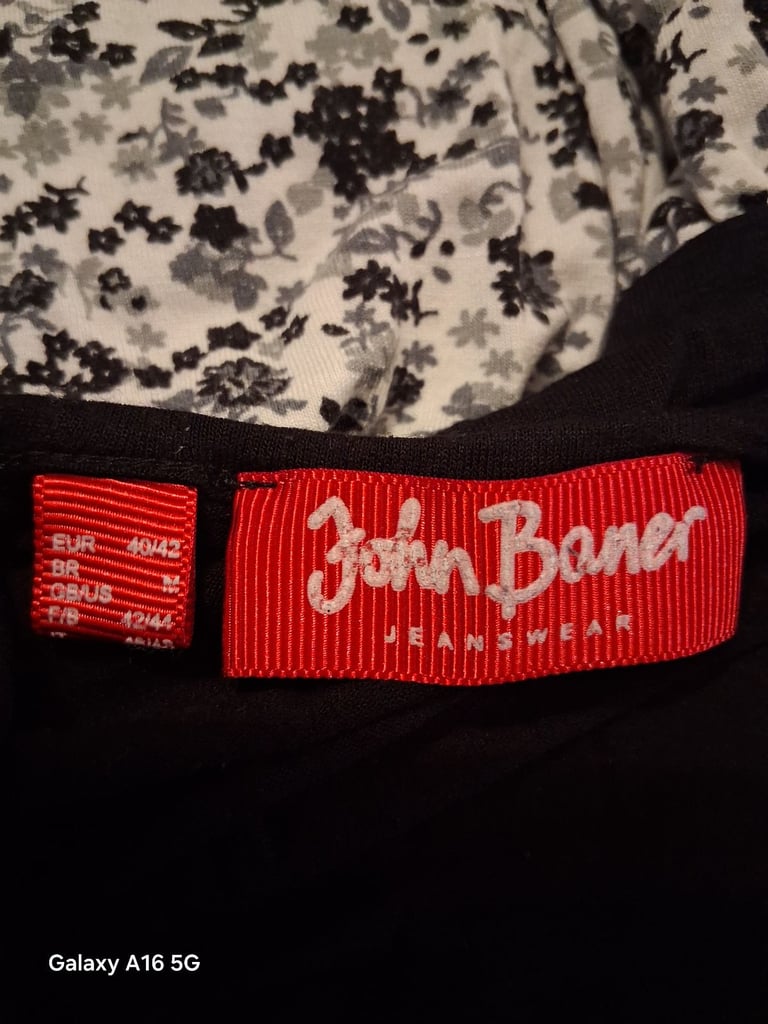 EUR 40/42
BR M
GB/US
F/B 42/44
John Baner
JEANSWEAR
Galaxy A16 5G